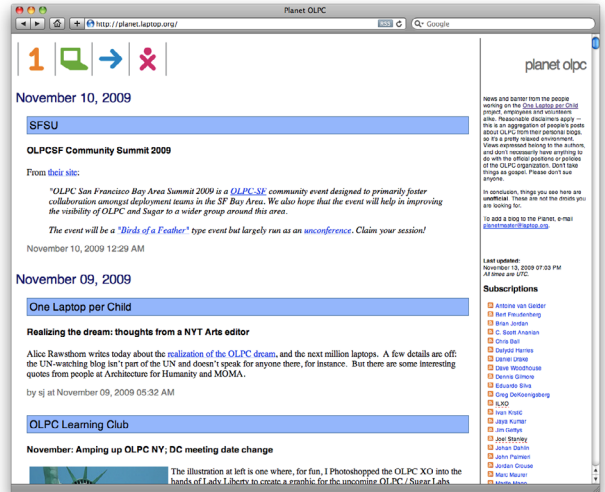 Planet OLPC
http://planet.laptop.org/
RSS
Google
1
November 10, 2009
SFSU
OLPCSF Community Summit 2009
From their site:
"OLPC San Francisco Bay Area Summit 2009 is a OLPC-SF community event designed to primarily foster
collaboration amongst deployment teams in the SF Bay Area. We also hope that the event will help in improving
the visibility of OLPC and Sugar to a wider group around this area.
The event will be a "Birds of a Feather" type event but largely run as an unconference. Claim your session!
November 10, 2009 12:29 AM
November 09, 2009
One Laptop per Child
Realizing the dream: thoughts from a NYT Arts editor
Alice Rawsthorn writes today about the realization of the OLPC dream, and the next million laptops. A few details are off:
the UN-watching blog isn't part of the UN and doesn't speak for anyone there, for instance. But there are some interesting
quotes from people at Architecture for Humanity and MOMA.
by sj at November 09, 2009 05:32 AM
OLPC Learning Club
November: Amping up OLPC NY; DC meeting date change
The illustration at left is one where, for fun, I Photoshopped the OLPC XO into the
hands of Lady Liberty to create a graphic for the upcoming OLPC / Sugar Labs
planet olpc
News and banter from the people
working on the One Laptop per Child
project, employees and volunteers
alike. Reasonable disclaimers apply —
this is an aggregation of people's posts
about OLPC from their personal blogs,
so it's a pretty relaxed environment.
Views expressed belong to the authors,
and don't necessarily have anything to
do with the official positions or policies
of the OLPC organization. Don't take
things as gospel. Please don't sue
anyone.
In conclusion, things you see here are
unofficial. These are not the droids you
are looking for.
To add a blog to the Planet, e-mail
planetmaster@laptop.org.
Last updated:
November 13, 2009 07:03 PM
All times are UTC.
Subscriptions
Antoine van Gelder
Bert Freudenberg
Brian Jordan
C. Scott Ananian
Chris Ball
Dafydd Harries
Daniel Drake
Dave Woodhouse
Dennis Gilmore
Eduardo Silva
Greg DeKoenigsberg
iLXO
Ivan Krstić
Jaya Kumar
Jim Gettys
Joel Stanley
Johan Dahlin
John Palmieri
Jordan Crouse
Marc Maurer